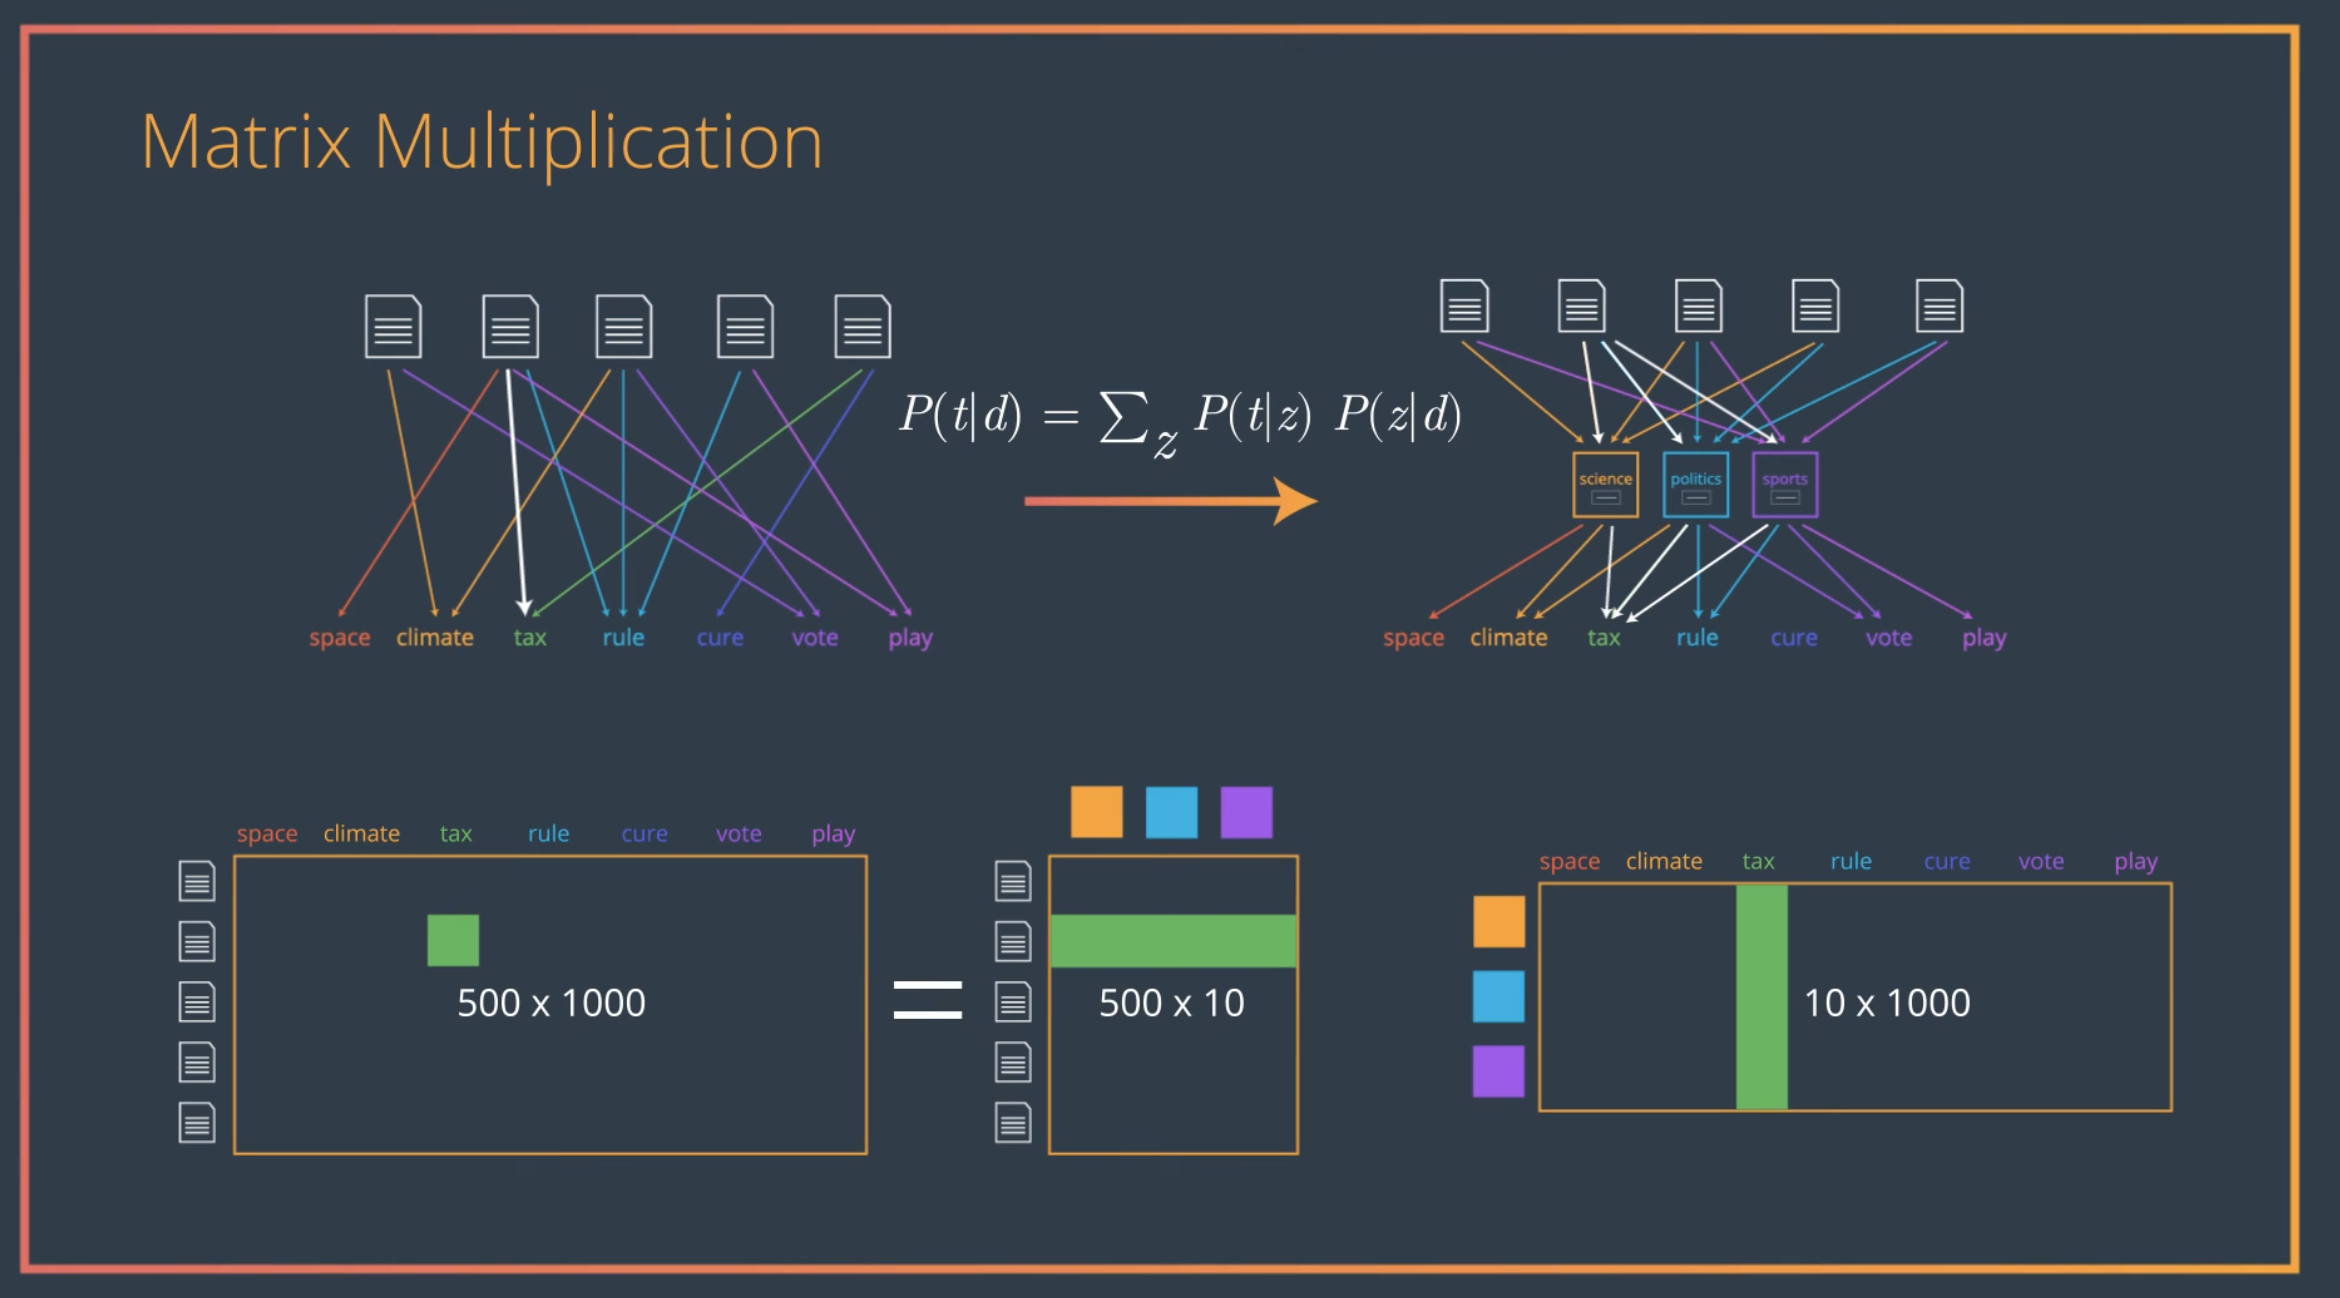 Matrix Multiplication
P(t|d) = ∑z P(t|z) P(z|d)
science politics sports
space climate tax rule cure vote play
space climate tax rule cure vote play
space climate tax rule cure vote play
space climate tax rule cure vote play
500 x 1000 = 500 x 10 10 x 1000